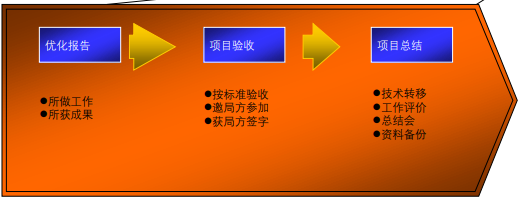 优化报告
●所做工作
●所获成果
项目验收
●按标准验收
●邀局方参加
●获局方签字
项目总结
●技术转移
●工作评价
●总结会
●资料备份